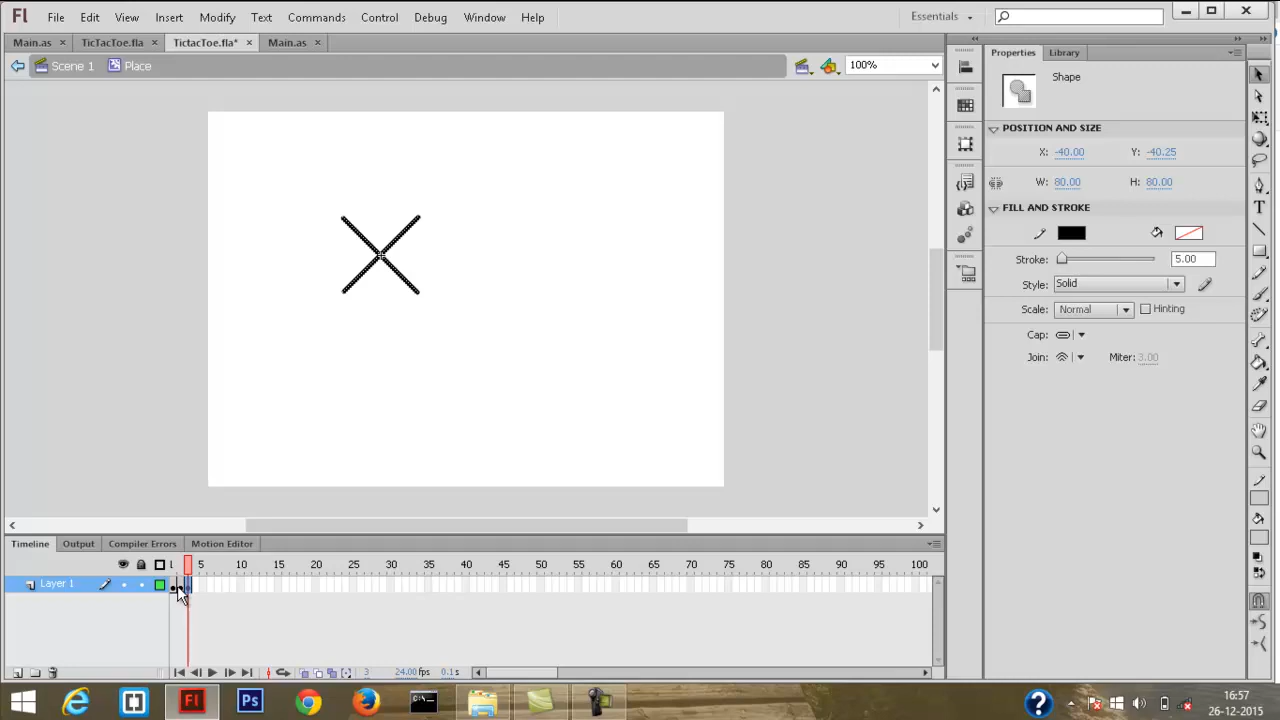 Fl File Edit View Insert Modify Text Commands Control Debug Window Help Essentials
Main.as × TicTacToe.fla × TictacToe.fla* × Main.as ×
Scene 1 Place 100%
Properties Library
Shape
POSITION AND SIZE
X: -40.00 Y: -40.25
W: 80.00 H: 80.00
FILL AND STROKE
Stroke: 5.00
Style: Solid
Scale: Normal Hinting
Cap:
Join: Miter: 3.00
Timeline Output Compiler Errors Motion Editor
5 10 15 20 25 30 35 40 45 50 55 60 65 70 75 80 85 90 95 100
Layer 1
3 24.00 fps 0.1 s
Fl Ps
16:57
26-12-2015